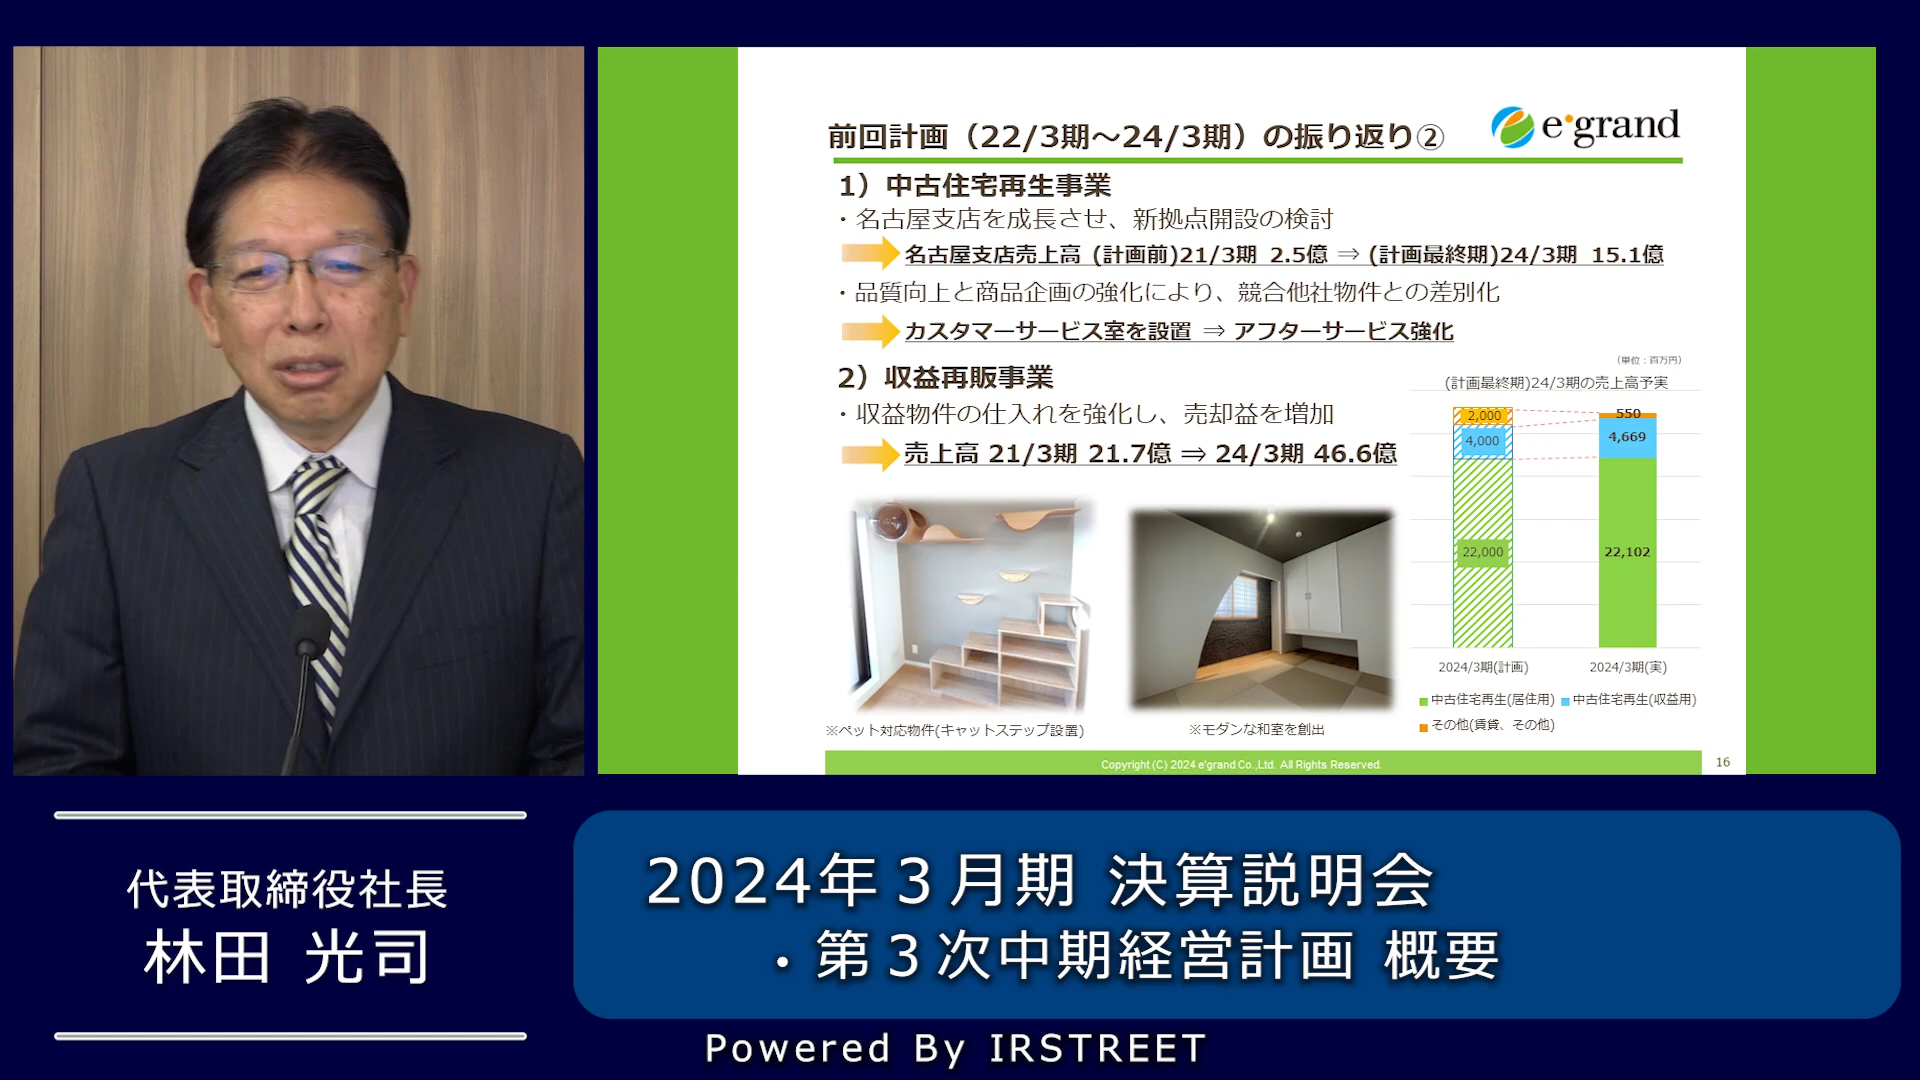 前回計画（22/3期～24/3期）の振り返り②
e'grand
1）中古住宅再生事業
・名古屋支店を成長させ、新拠点開設の検討
名古屋支店売上高 (計画前)21/3期 2.5億 ⇒ (計画最終期)24/3期 15.1億
・品質向上と商品企画の強化により、競合他社物件との差別化
カスタマーサービス室を設置 ⇒ アフターサービス強化
2）収益再販事業
・収益物件の仕入れを強化し、売却益を増加
売上高 21/3期 21.7億 ⇒ 24/3期 46.6億
（単位：百万円）
(計画最終期)24/3期の売上高予実
2,000
550
4,000
4,669
22,000
22,102
2024/3期(計画)
2024/3期(実)
中古住宅再生(居住用)
中古住宅再生(収益用)
その他(賃貸、その他)
※ペット対応物件(キャットステップ設置)
※モダンな和室を創出
Copyright (C) 2024 e'grand Co.,Ltd. All Rights Reserved.
16
代表取締役社長
林田 光司
2024年３月期 決算説明会
・第３次中期経営計画 概要
Powered By IRSTREET